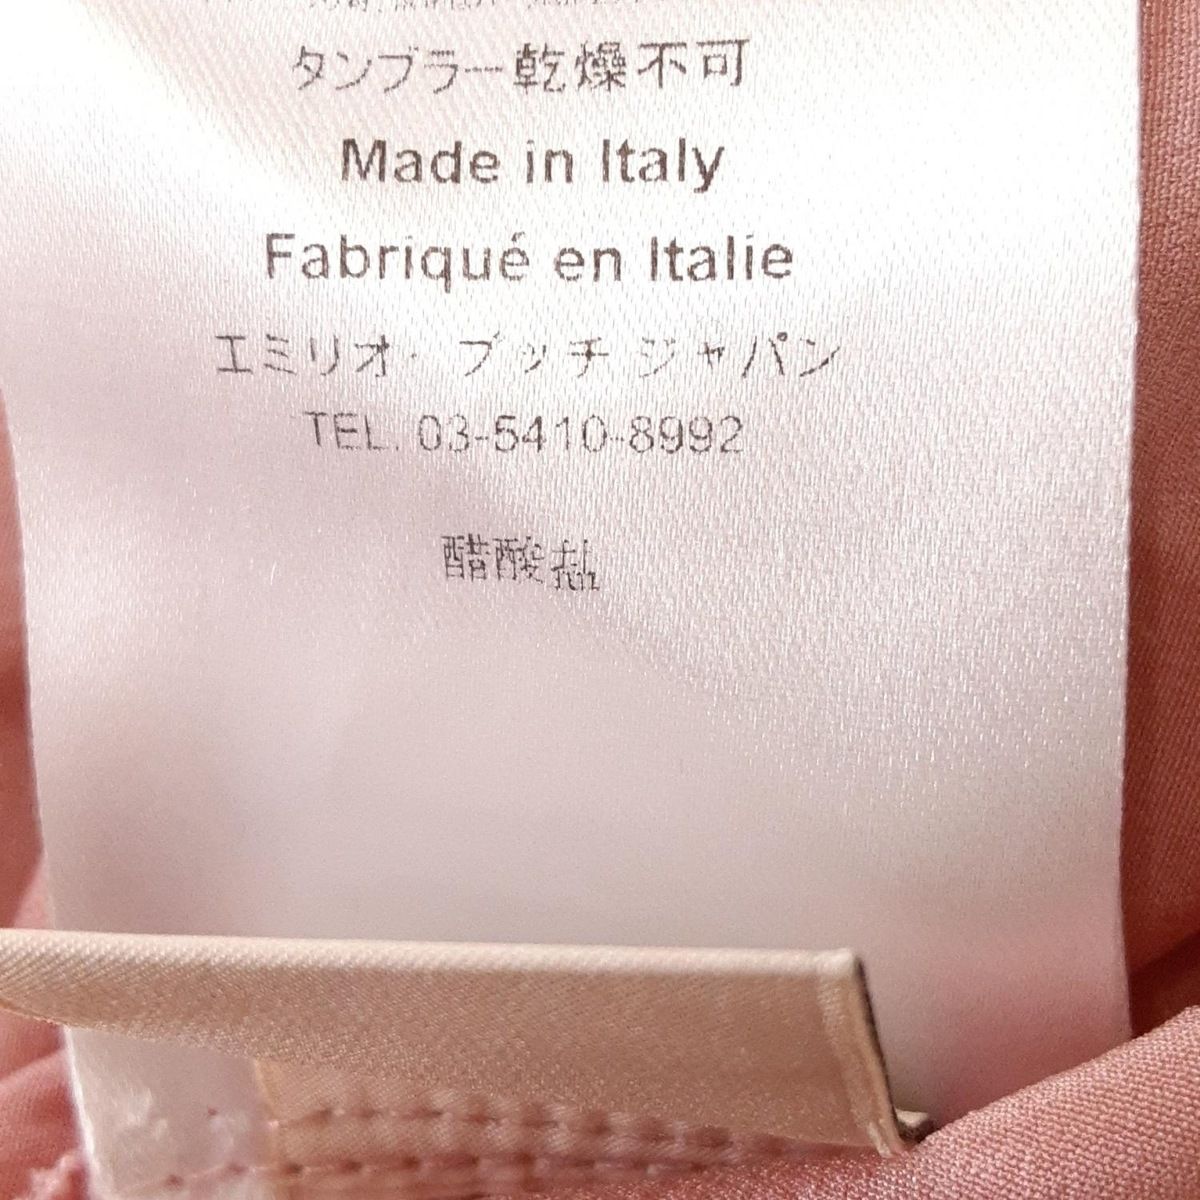 タンブラー乾燥不可
Made in Italy
Fabriqué en Italie
エミリオ・プッチ ジャパン
TEL. 03-5410-8992
醋酸盐